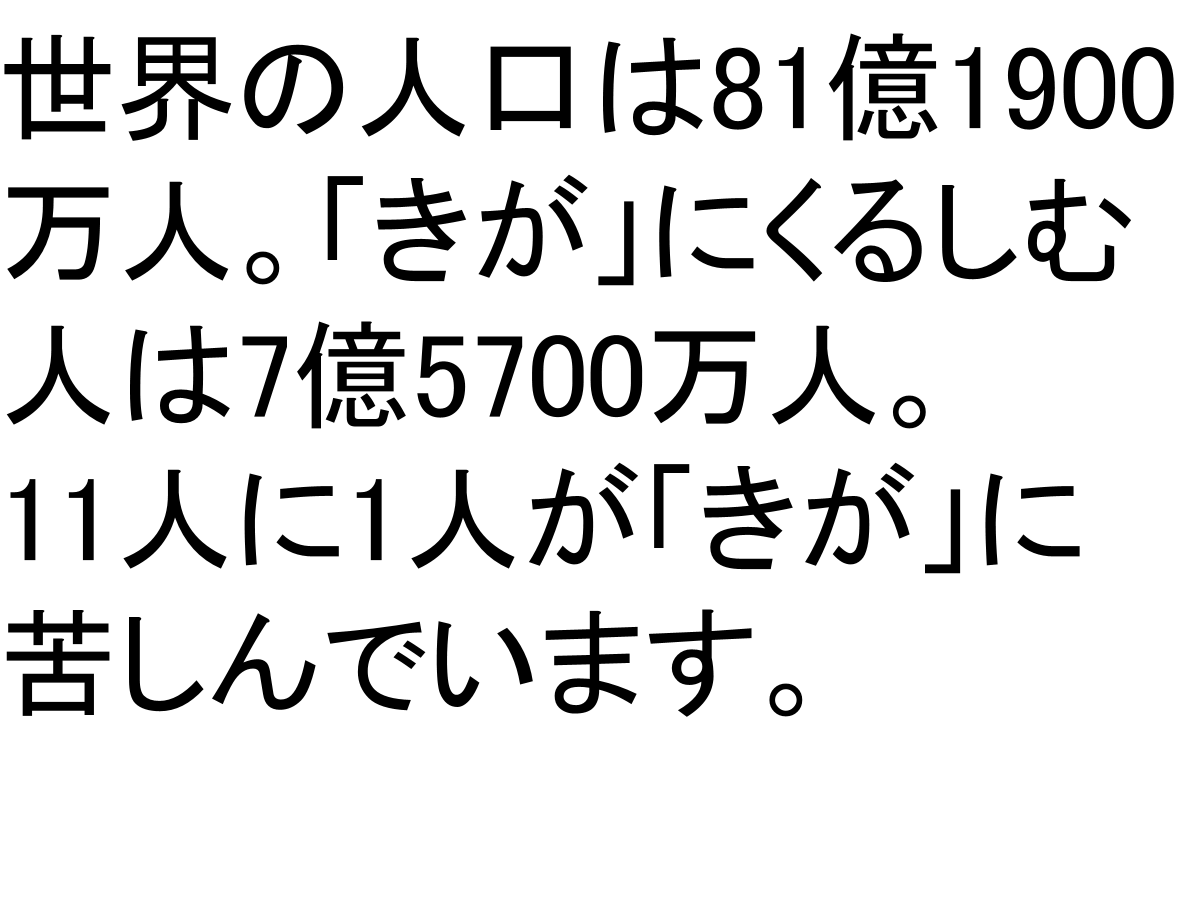 世界の人口は81億1900
万人。「きが」にくるしむ
人は7億5700万人。
11人に1人が「きが」に
苦しんでいます。